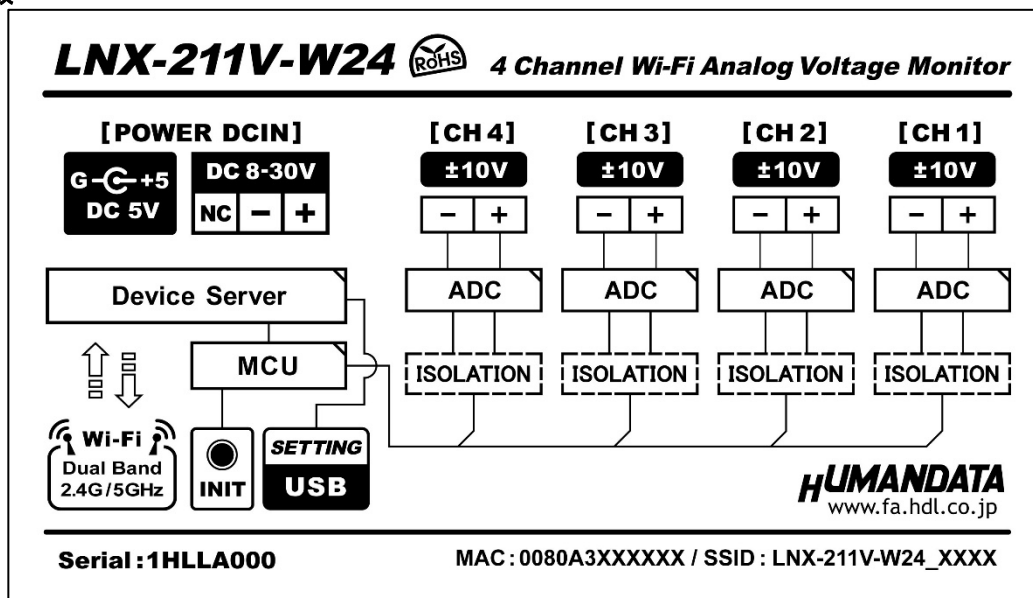 LNX-211V-W24 RoHS 4 Channel Wi-Fi Analog Voltage Monitor
[POWER DCIN] [CH 4] [CH 3] [CH 2] [CH 1]
G +5 DC 8-30V ±10V ±10V ±10V ±10V
DC 5V NC − + − + − + − + − +
Device Server ADC ADC ADC ADC
MCU ISOLATION ISOLATION ISOLATION ISOLATION
Wi-Fi
Dual Band
2.4G/5GHz
INIT
SETTING
USB
HUMANDATA
www.fa.hdl.co.jp
Serial:1HLLA000 MAC:0080A3XXXXXX / SSID : LNX-211V-W24_XXXX